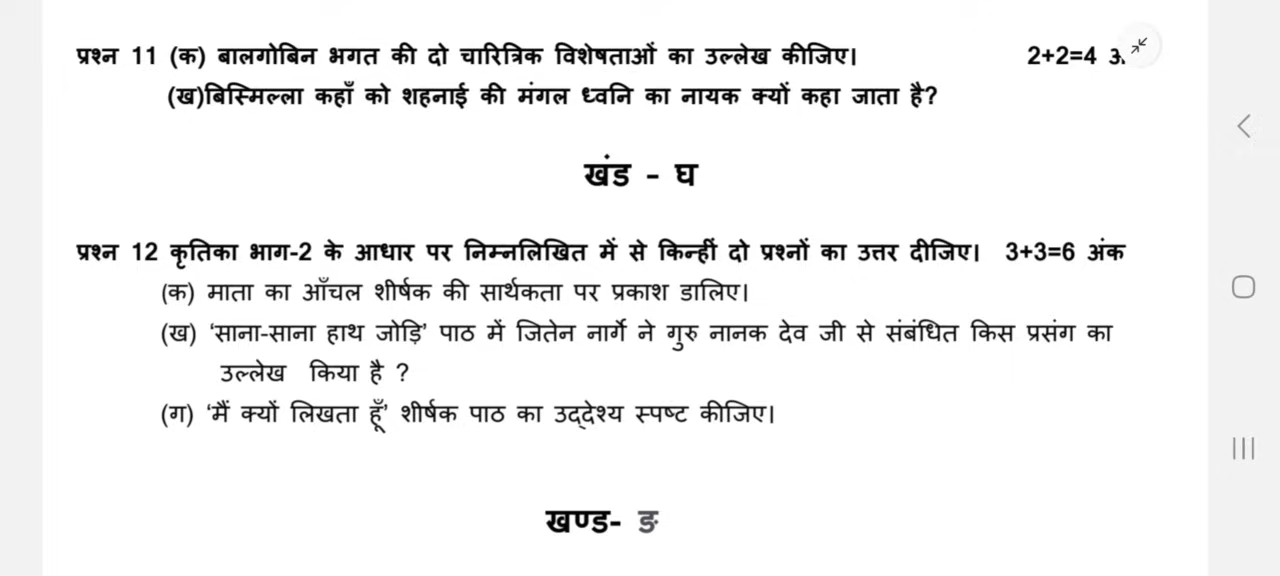 प्रश्न 11 (क) बालगोबिन भगत की दो चारित्रिक विशेषताओं का उल्लेख कीजिए। 2+2=4
(ख)बिस्मिल्ला कहाँ को शहनाई की मंगल ध्वनि का नायक क्यों कहा जाता है?
खंड - घ
प्रश्न 12 कृतिका भाग-2 के आधार पर निम्नलिखित में से किन्हीं दो प्रश्नों का उत्तर दीजिए। 3+3=6 अंक
(क) माता का आँचल शीर्षक की सार्थकता पर प्रकाश डालिए।
(ख) ‘साना-साना हाथ जोड़ि’ पाठ में जितेन नार्गे ने गुरु नानक देव जी से संबंधित किस प्रसंग का
उल्लेख किया है ?
(ग) ‘मैं क्यों लिखता हूँ’ शीर्षक पाठ का उद्देश्य स्पष्ट कीजिए।
खण्ड- ङ